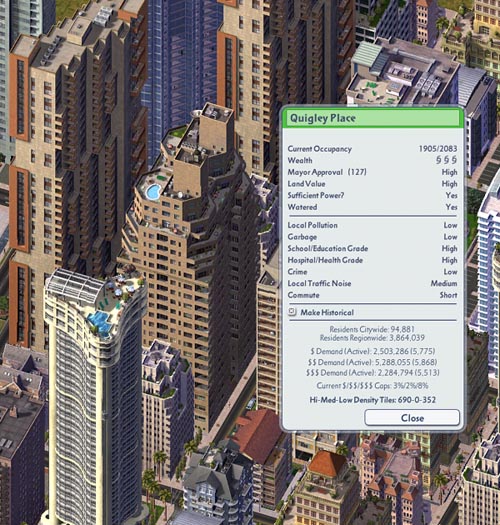 Quigley Place
Current Occupancy 1905/2083
Wealth § § §
Mayor Approval (127) High
Land Value High
Sufficient Power? Yes
Watered Yes
Local Pollution Low
Garbage Low
School/Education Grade High
Hospital/Health Grade High
Crime Low
Local Traffic Noise Medium
Commute Short
Make Historical
Residents Citywide: 94,881
Residents Regionwide: 3,864,039
$ Demand (Active): 2,503,286 (5,775)
$$ Demand (Active): 5,288,055 (5,868)
$$$ Demand (Active): 2,284,794 (5,513)
Current $/$$/$$$ Caps: 3%/2%/8%
Hi-Med-Low Density Tiles: 690-0-352
Close